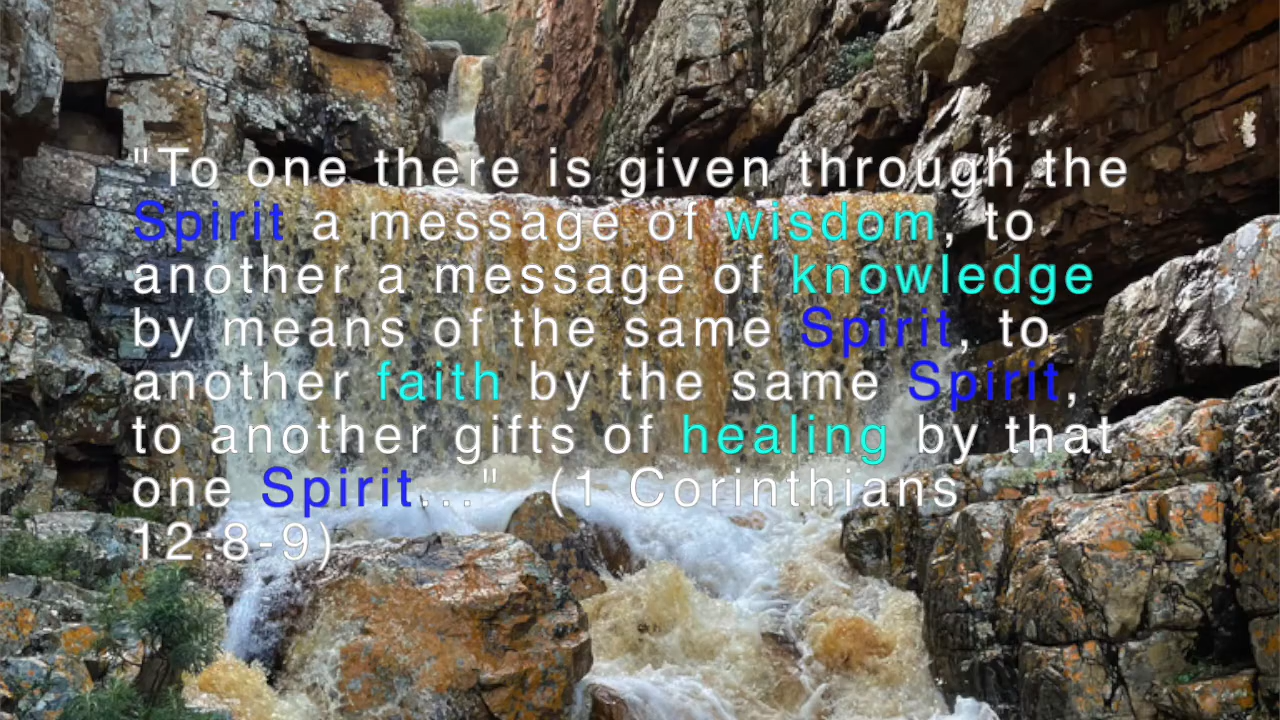 "To one there is given through the
Spirit a message of wisdom, to
another a message of knowledge
by means of the same Spirit, to
another faith by the same Spirit,
to another gifts of healing by that
one Spirit..." (1 Corinthians
12:8-9)